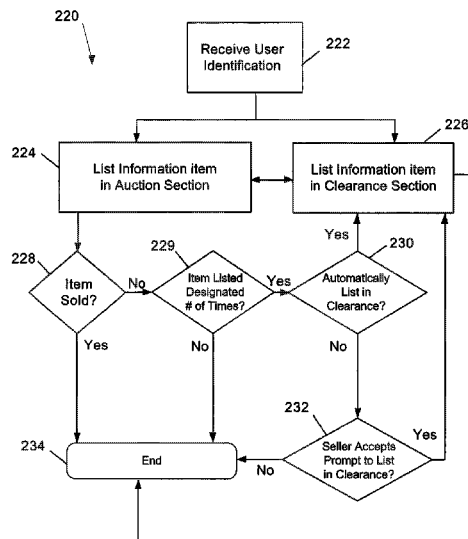 220
Receive User
Identification
222
224
List Information item
in Auction Section
226
List Information item
in Clearance Section
228
Item
Sold?
No
229
Item Listed
Designated
# of Times?
Yes
Yes
230
Automatically
List in
Clearance?
Yes
No
No
232
Seller Accepts
Prompt to List
in Clearance?
Yes
No
234
End